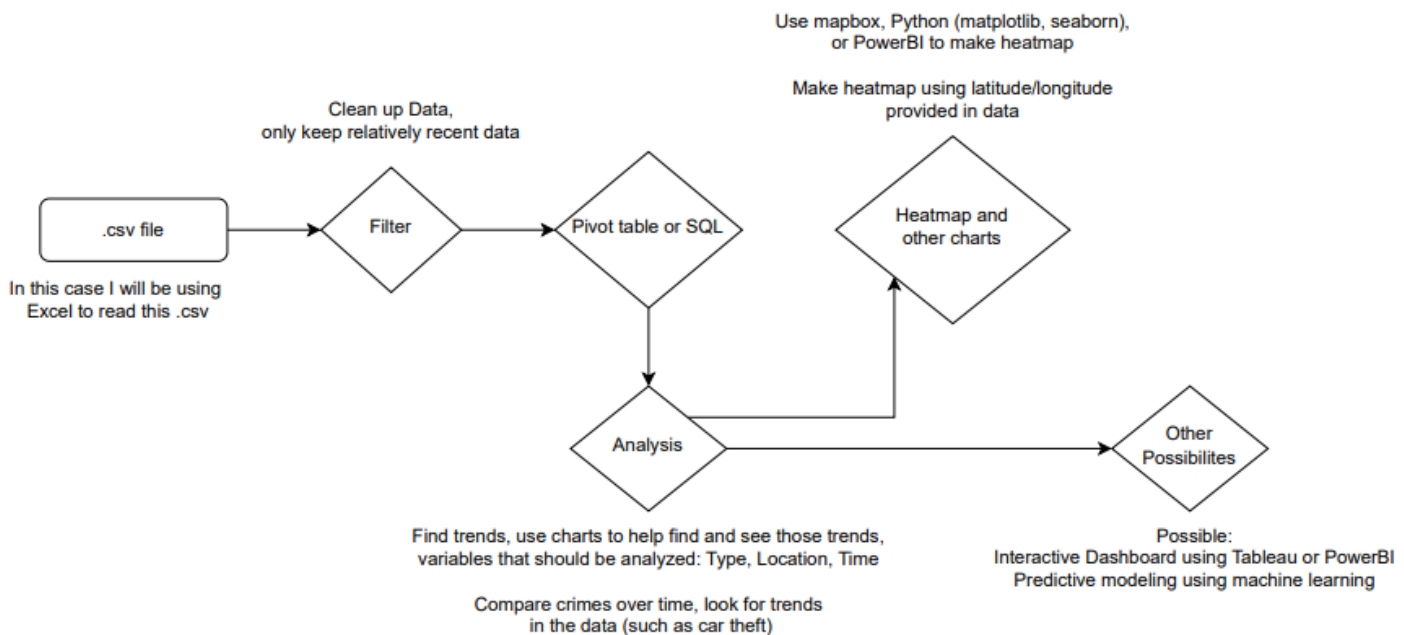 Use mapbox, Python (matplotlib, seaborn),
or PowerBI to make heatmap
Make heatmap using latitude/longitude
provided in data
Clean up Data,
only keep relatively recent data
.csv file
Filter
Pivot table or SQL
Heatmap and
other charts
In this case I will be using
Excel to read this .csv
Analysis
Other
Possibilites
Find trends, use charts to help find and see those trends,
variables that should be analyzed: Type, Location, Time
Compare crimes over time, look for trends
in the data (such as car theft)
Possible:
Interactive Dashboard using Tableau or PowerBI
Predictive modeling using machine learning